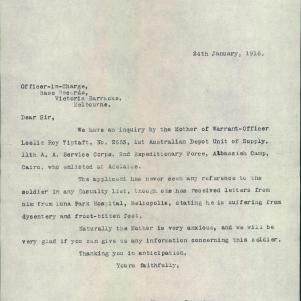 24th January, 1916.
Officer-in-Charge,
Base Records,
Victoria Barracks,
Melbourne.
Dear Sir,
We have an inquiry by the Mother of Warrant-Officer
Leslie Roy No. 2653, 1st Australian Depot Unit of Supply,
11th A. A. Service Corps, 2nd Expeditionary Force, Camp,
Cairo, who enlisted at Adelaide.
The applicant has never seen any reference to the
soldier in any Casualty List, though she has received letters from
him from Luna Park Hospital, Heliopolis, stating he is suffering from
dysentery and frost-bitten feet.
Naturally the Mother is very anxious, and we will be
very glad if you can give us any information concerning this soldier.
Thanking you in anticipation,
Yours faithfully,